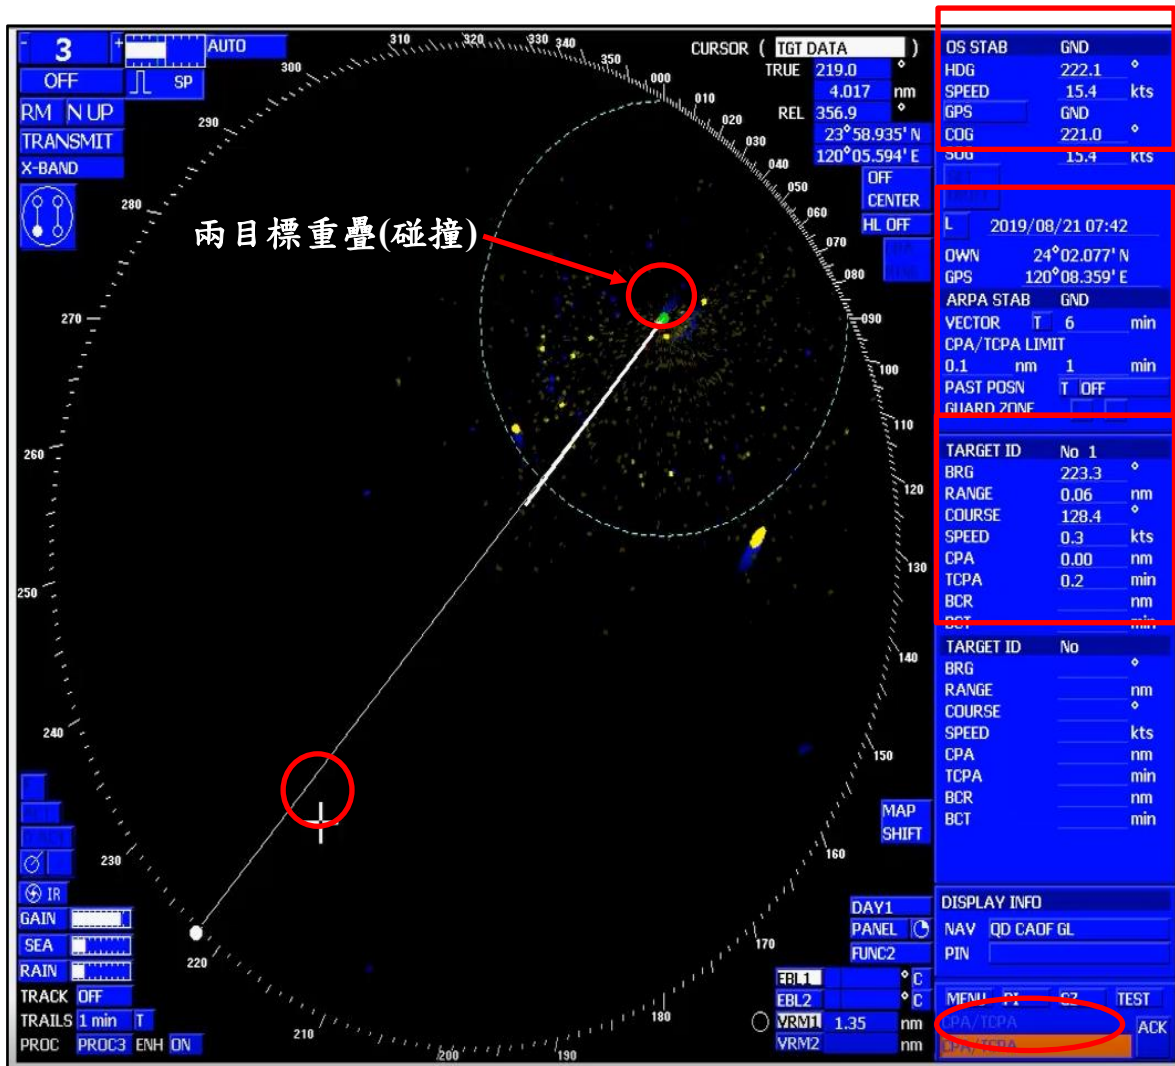 - 3 +
AUTO
OFF
SP
RM N UP
TRANSMIT
X-BAND
CURSOR ( TGT DATA )
TRUE 219.0 °
4.017 nm
REL 356.9 °
23°58.935'N
120°05.594'E
OFF
CENTER
HL OFF
兩目標重疊(碰撞)
000
010
020
030
040
050
060
070
080
090
100
110
120
130
140
150
160
170
180
190
200
210
220
230
240
250
260
270
280
290
300
310
320
330
340
350
MAP
SHIFT
IR
GAIN
SEA
RAIN
TRACK OFF
TRAILS 1 min T
PROC PROC3 ENH ON
DAY1
PANEL
FUNC2
EBL1 ° C
EBL2 ° C
VRM1 1.35 nm
VRM2 nm
OS STAB GND
HDG 222.1 °
SPEED 15.4 kts
GPS GND
COG 221.0 °
SOG 15.4 kts
L 2019/08/21 07:42
OWN 24°02.077'N
GPS 120°08.359'E
ARPA STAB GND
VECTOR T 6 min
CPA/TCPA LIMIT
0.1 nm 1 min
PAST POSN T OFF
GUARD ZONE
TARGET ID No 1
BRG 223.3 °
RANGE 0.06 nm
COURSE 128.4 °
SPEED 0.3 kts
CPA 0.00 nm
TCPA 0.2 min
BCR nm
BCT min
TARGET ID No
BRG °
RANGE nm
COURSE °
SPEED kts
CPA nm
TCPA min
BCR nm
BCT min
DISPLAY INFO
NAV QD CAOF GL
PIN
MENU PI GZ TEST
CPA/TCPA
ACK
CPA/TCPA